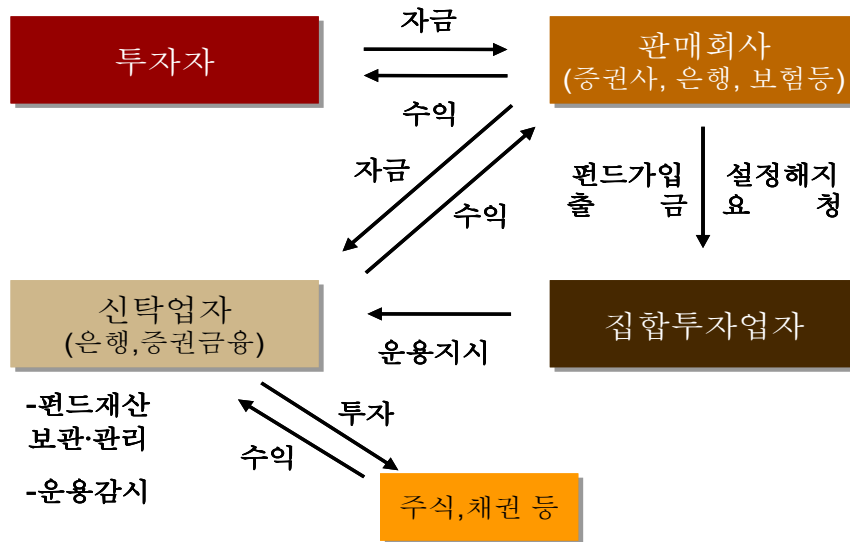 자금
투자자
판매회사
(증권사, 은행, 보험등)
수익
자금
수익
펀드가입
출 금
설정해지
요 청
신탁업자
(은행,증권금융)
집합투자업자
운용지시
-펀드재산
보관·관리
-운용감시
투자
수익
주식,채권 등